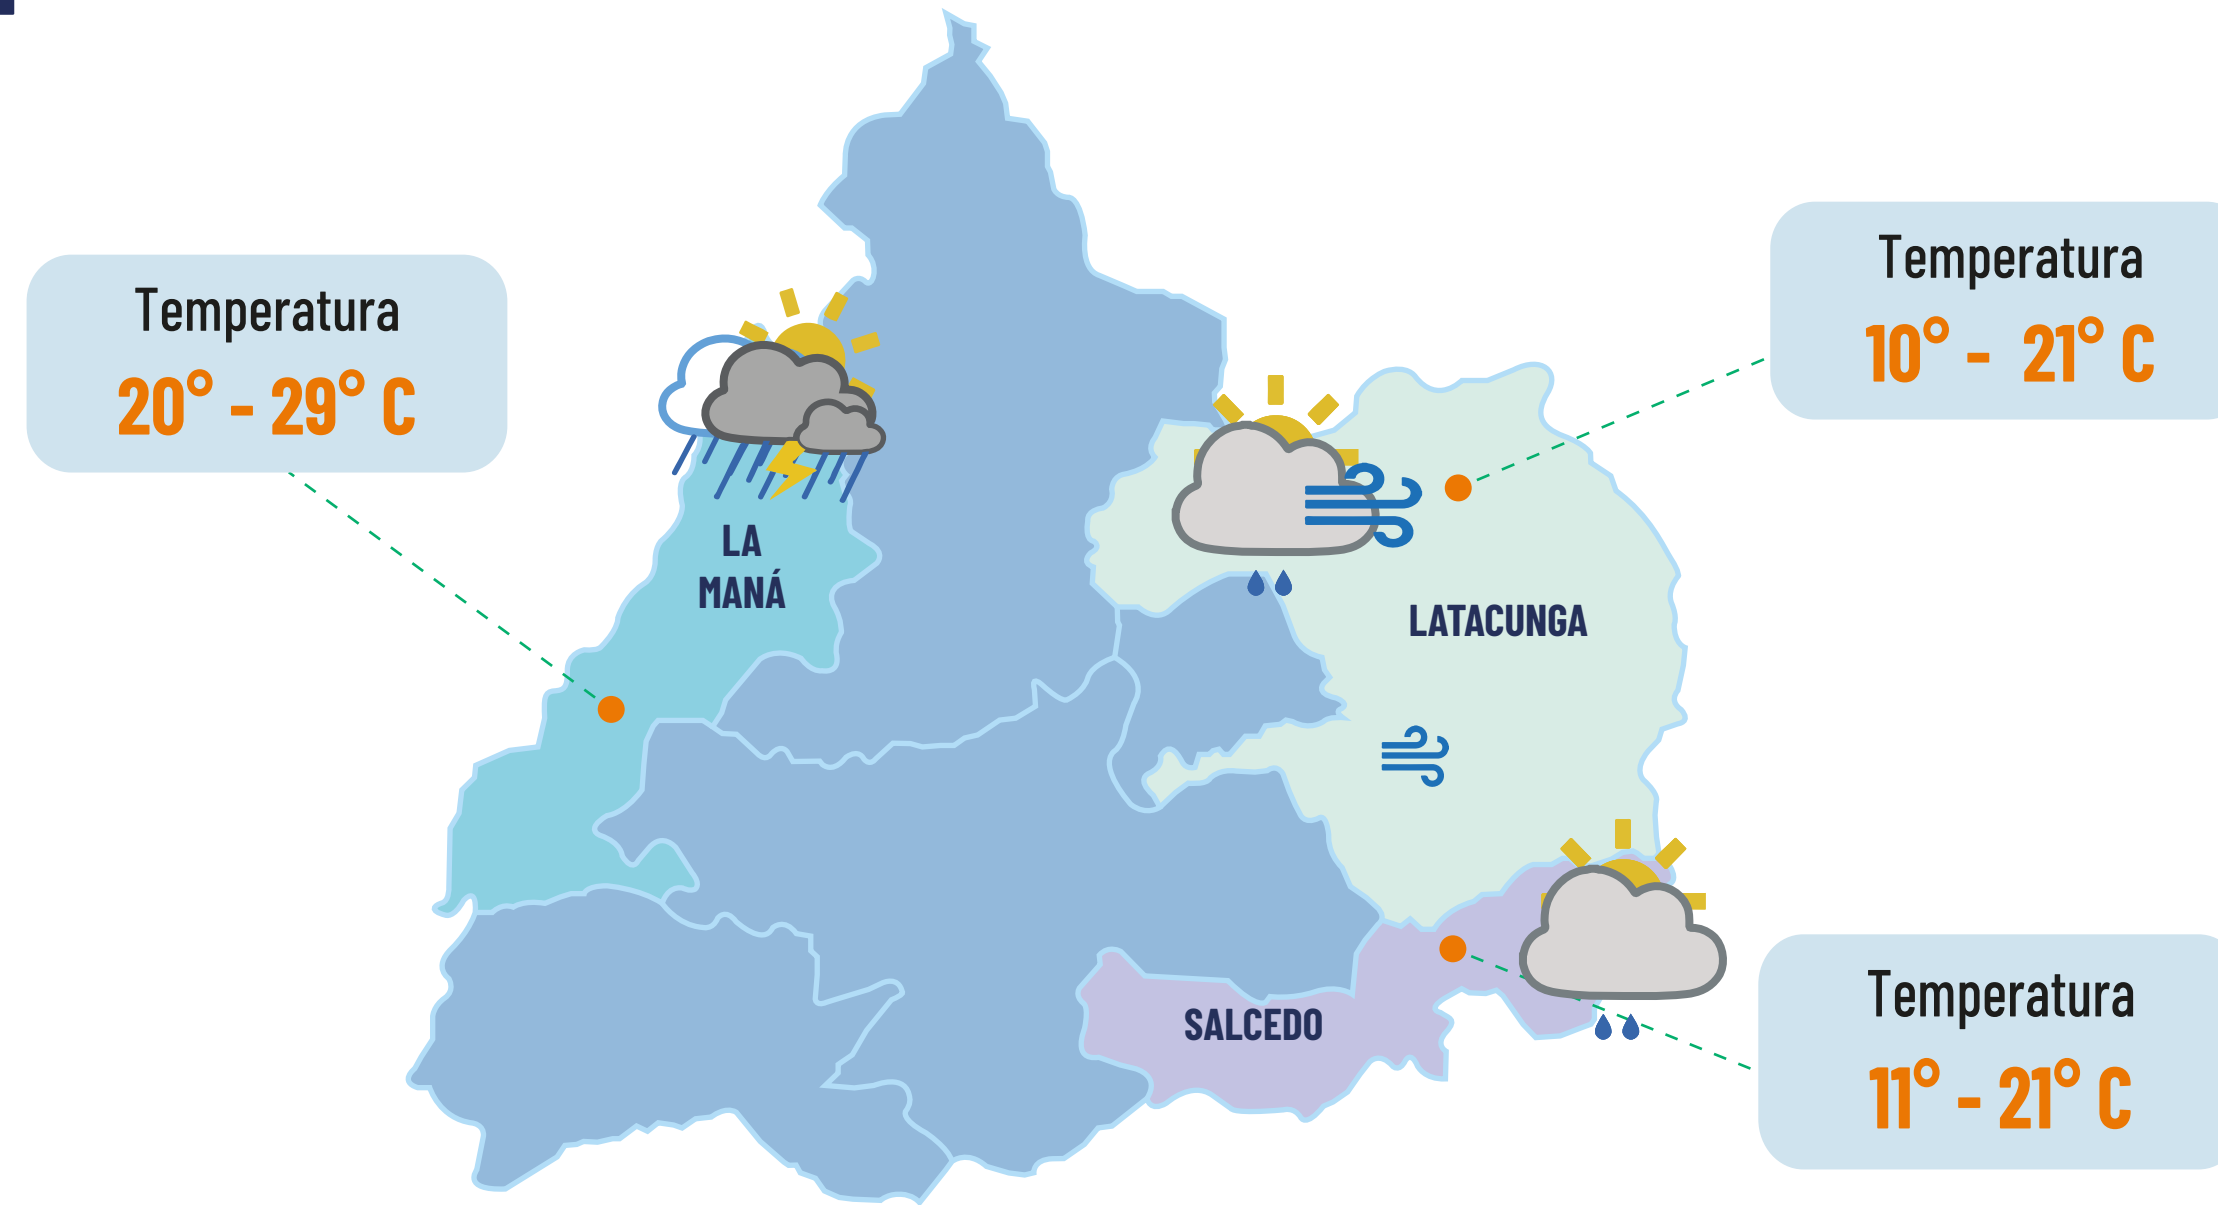 Temperatura
20° - 29° C
Temperatura
10° - 21° C
LA
MANÁ
LATACUNGA
SALCEDO
Temperatura
11° - 21° C